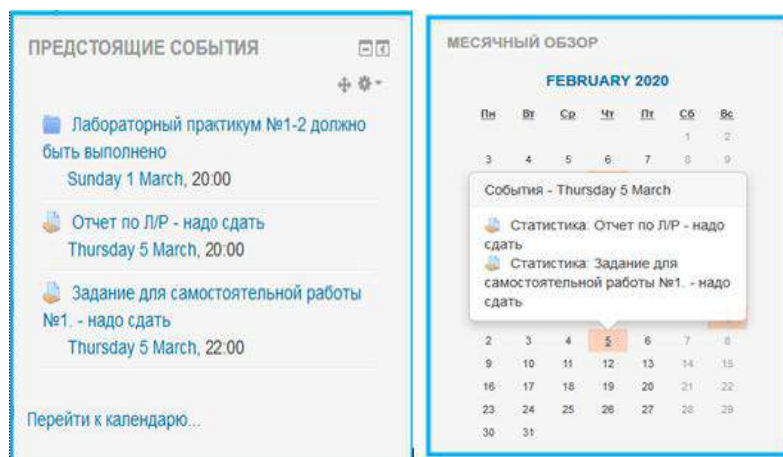 ПРЕДСТОЯЩИЕ СОБЫТИЯ
Лабораторный практикум №1-2 должно
быть выполнено
Sunday 1 March, 20:00
Отчет по Л/Р - надо сдать
Thursday 5 March, 20:00
Задание для самостоятельной работы
№1. - надо сдать
Thursday 5 March, 22:00
Перейти к календарю...
МЕСЯЧНЫЙ ОБЗОР
FEBRUARY 2020
Пн Вт Ср Чт Пт Сб Вс
1 2
3 4 5 6 7 8 9
События - Thursday 5 March
Статистика: Отчет по Л/Р - надо
сдать
Статистика: Задание для
самостоятельной работы №1. - надо
сдать
2 3 4 5 6 7 8
9 10 11 12 13 14 15
16 17 18 19 20 21 22
23 24 25 26 27 28 29
30 31